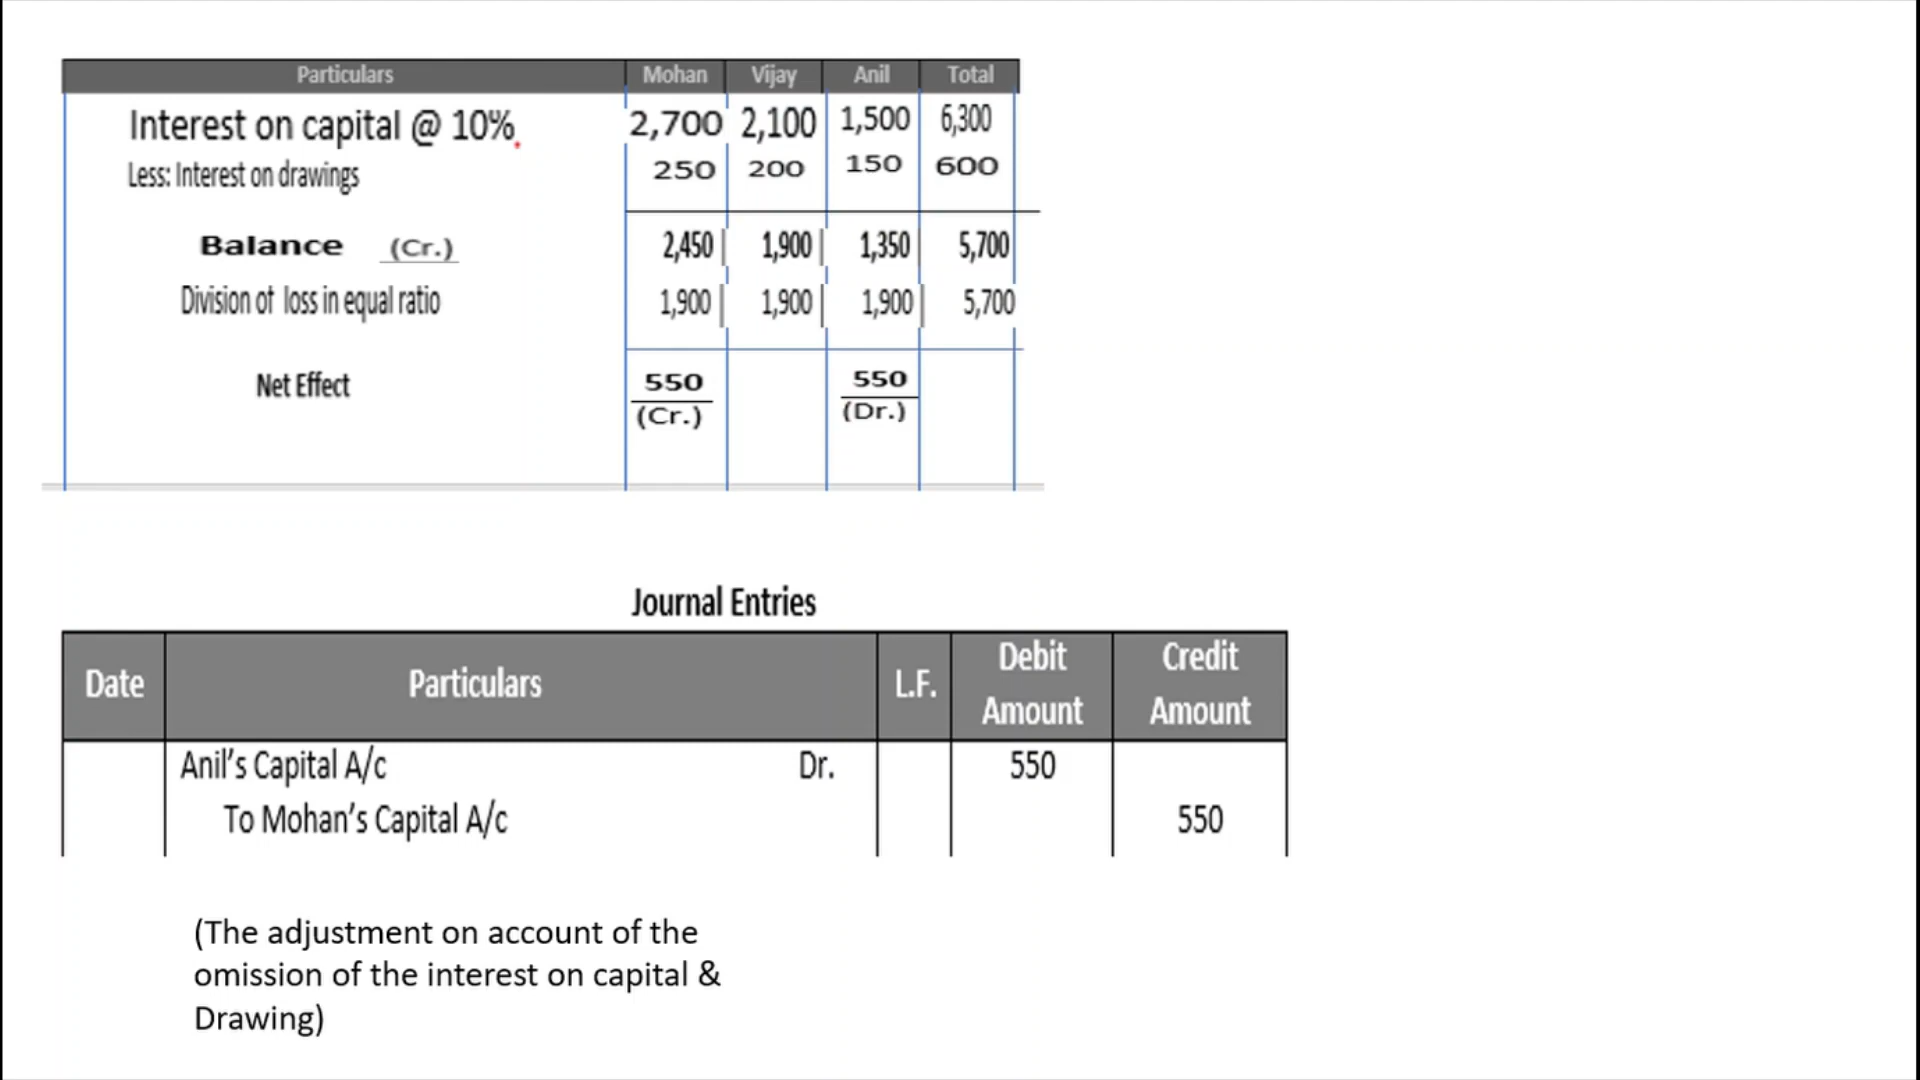 Particulars Mohan Vijay Anil Total
Interest on capital @ 10%. 2,700 2,100 1,500 6,300
Less: Interest on drawings 250 200 150 600
Balance (Cr.) 2,450 1,900 1,350 5,700
Division of loss in equal ratio 1,900 1,900 1,900 5,700
Net Effect 550 550
(Cr.) (Dr.)
Journal Entries
Date Particulars L.F. Debit Amount Credit Amount
Anil’s Capital A/c Dr. 550
To Mohan’s Capital A/c 550
(The adjustment on account of the
omission of the interest on capital &
Drawing)